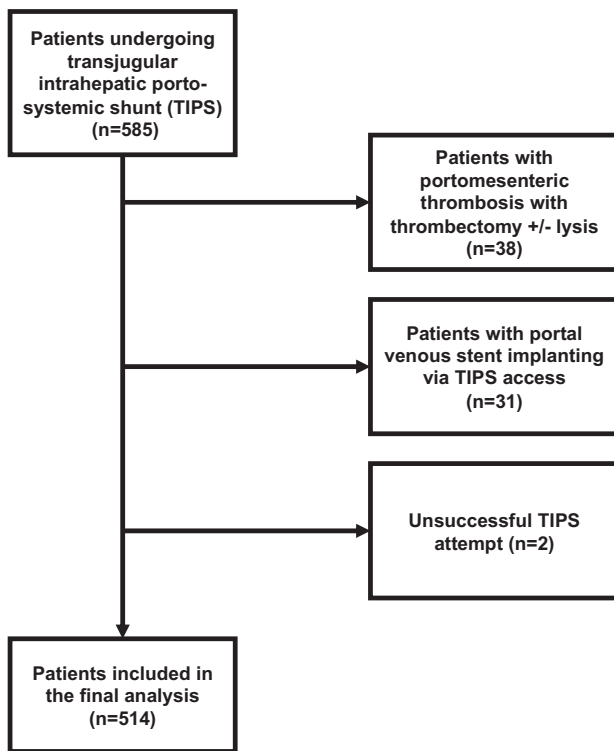 Patients undergoing
transjugular
intrahepatic porto-
systemic shunt (TIPS)
(n=585)
Patients with
portomesenteric
thrombosis with
thrombectomy +/- lysis
(n=38)
Patients with portal
venous stent implanting
via TIPS access
(n=31)
Unsuccessful TIPS
attempt (n=2)
Patients included in
the final analysis
(n=514)